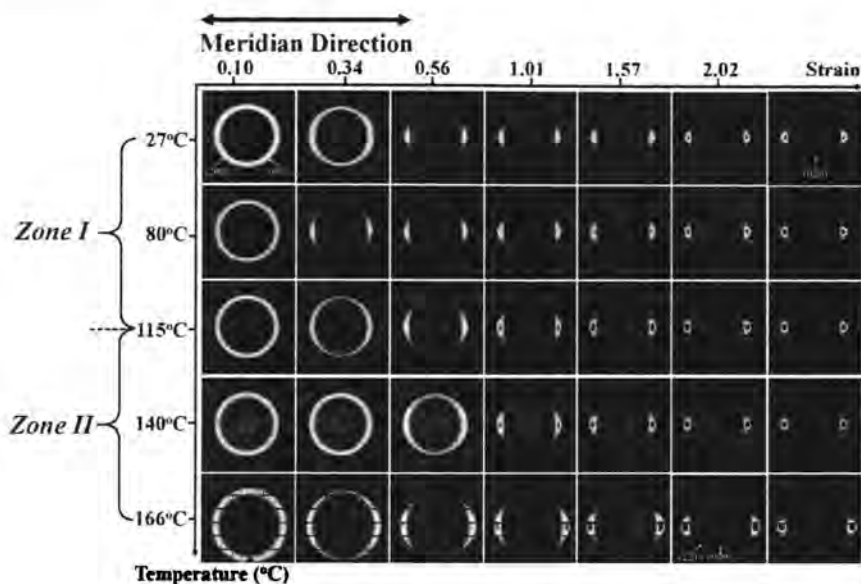 Meridian Direction
0.10 0.34 0.56 1.01 1.57 2.02 Strain
27°C
Zone I
80°C
115°C
Zone II
140°C
166°C
Temperature (°C)